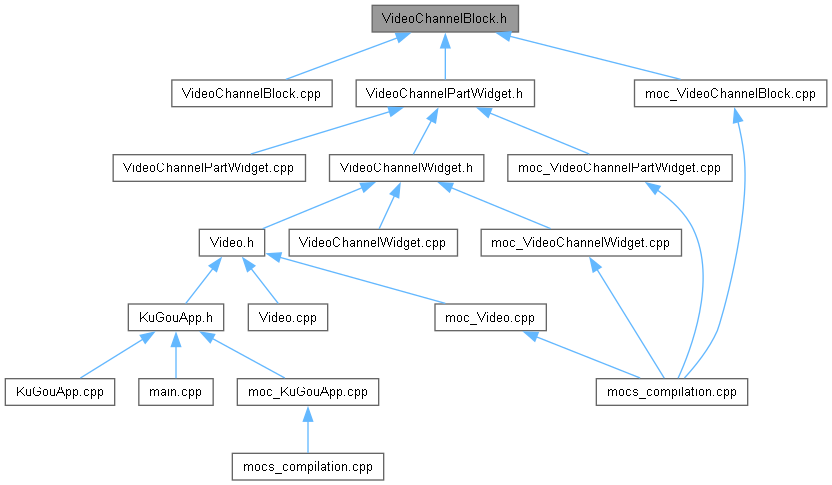 VideoChannelBlock.h
VideoChannelBlock.cpp
VideoChannelPartWidget.h
moc_VideoChannelBlock.cpp
VideoChannelPartWidget.cpp
VideoChannelWidget.h
moc_VideoChannelPartWidget.cpp
Video.h
VideoChannelWidget.cpp
moc_VideoChannelWidget.cpp
KuGouApp.h
Video.cpp
moc_Video.cpp
KuGouApp.cpp
main.cpp
moc_KuGouApp.cpp
mocs_compilation.cpp
mocs_compilation.cpp